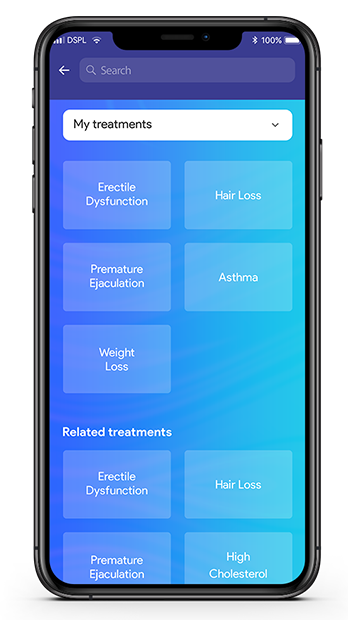 DSPL 100%
Search
My treatments
Erectile
Dysfunction
Hair Loss
Premature
Ejaculation
Asthma
Weight
Loss
Related treatments
Erectile
Dysfunction
Hair Loss
Premature
Ejaculation
High
Cholesterol